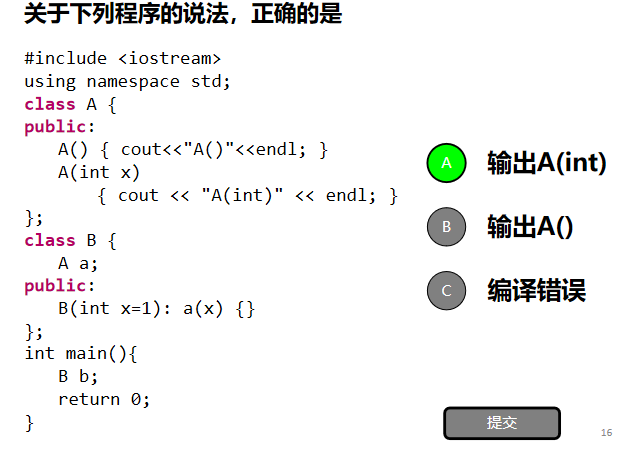 关于下列程序的说法，正确的是
#include <iostream>
using namespace std;
class A {
public:
A() { cout<<"A()"<<endl; }
A(int x)
{ cout << "A(int)" << endl; }
};
class B {
A a;
public:
B(int x=1): a(x) {}
};
int main(){
B b;
return 0;
}
A 输出A(int)
B 输出A()
C 编译错误
提交
16